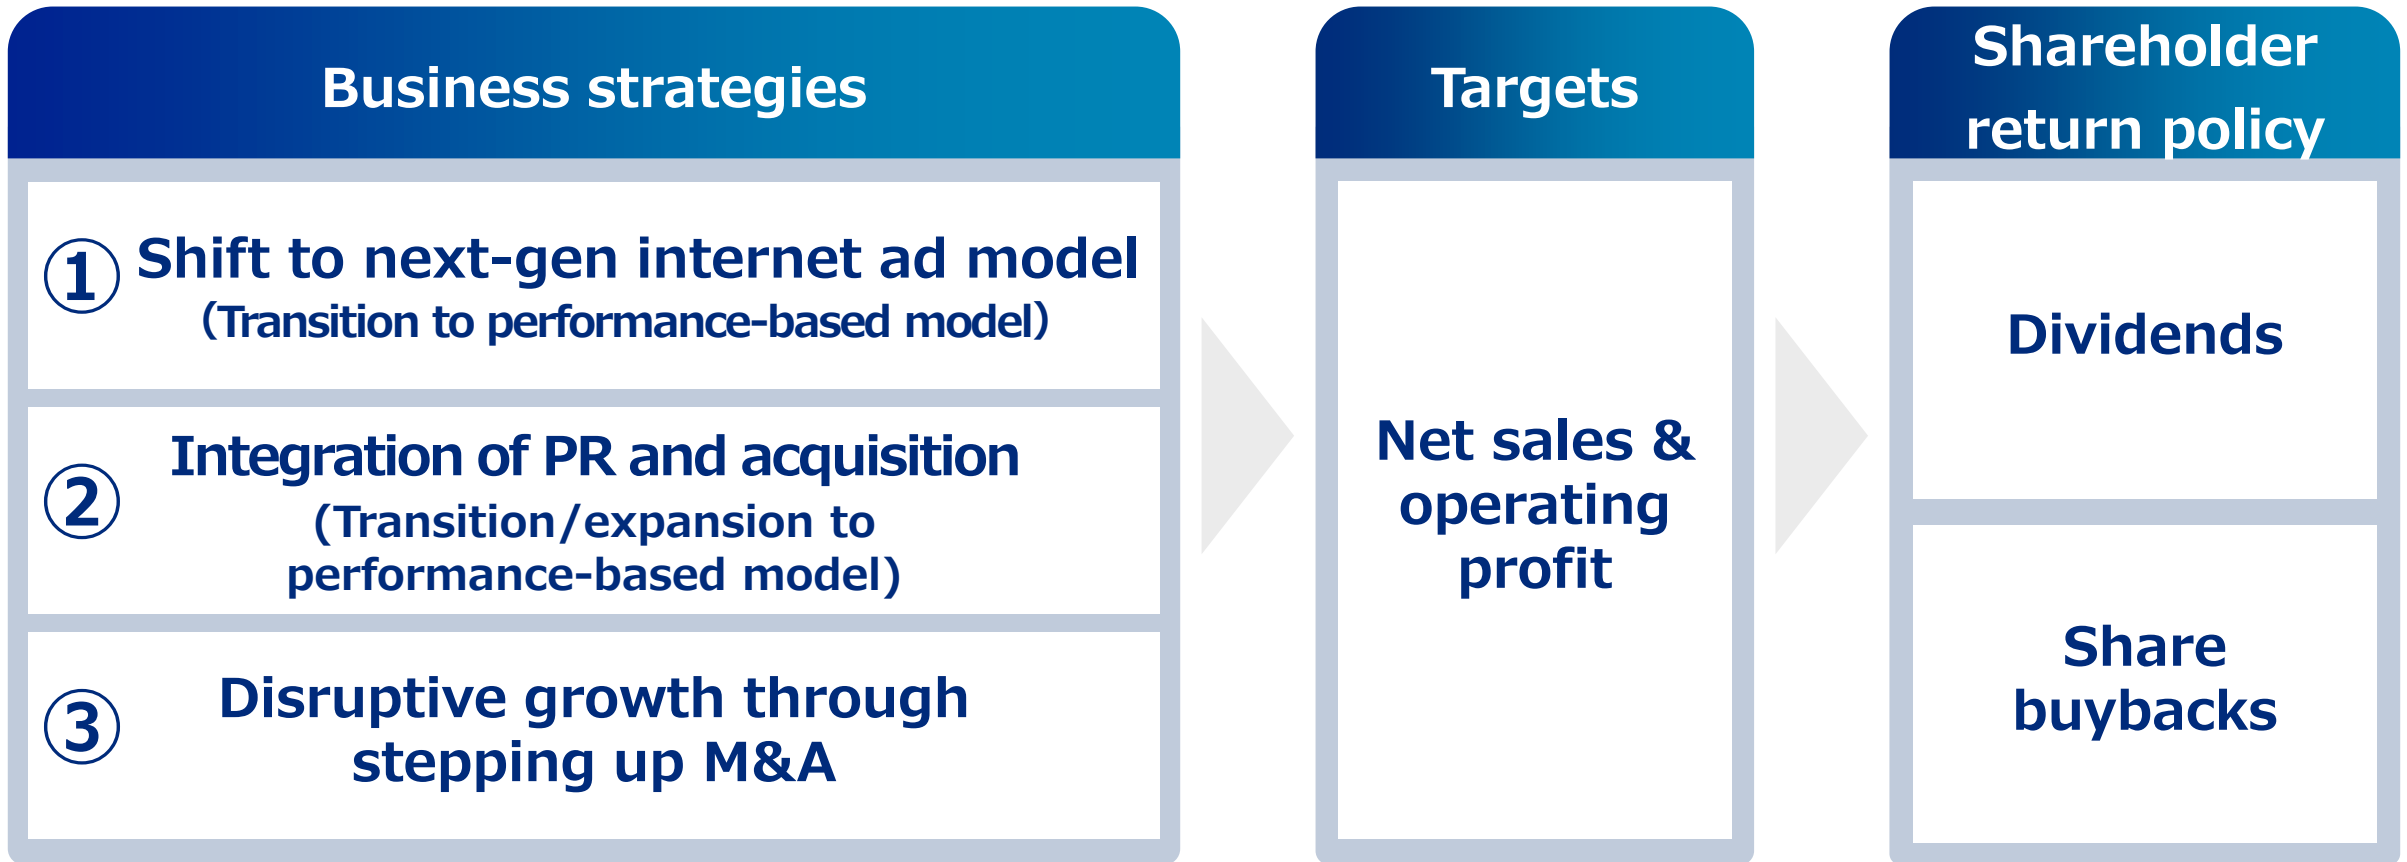 Business strategies
① Shift to next-gen internet ad model
(Transition to performance-based model)
② Integration of PR and acquisition
(Transition/expansion to
performance-based model)
③ Disruptive growth through
stepping up M&A
Targets
Net sales &
operating
profit
Shareholder
return policy
Dividends
Share
buybacks